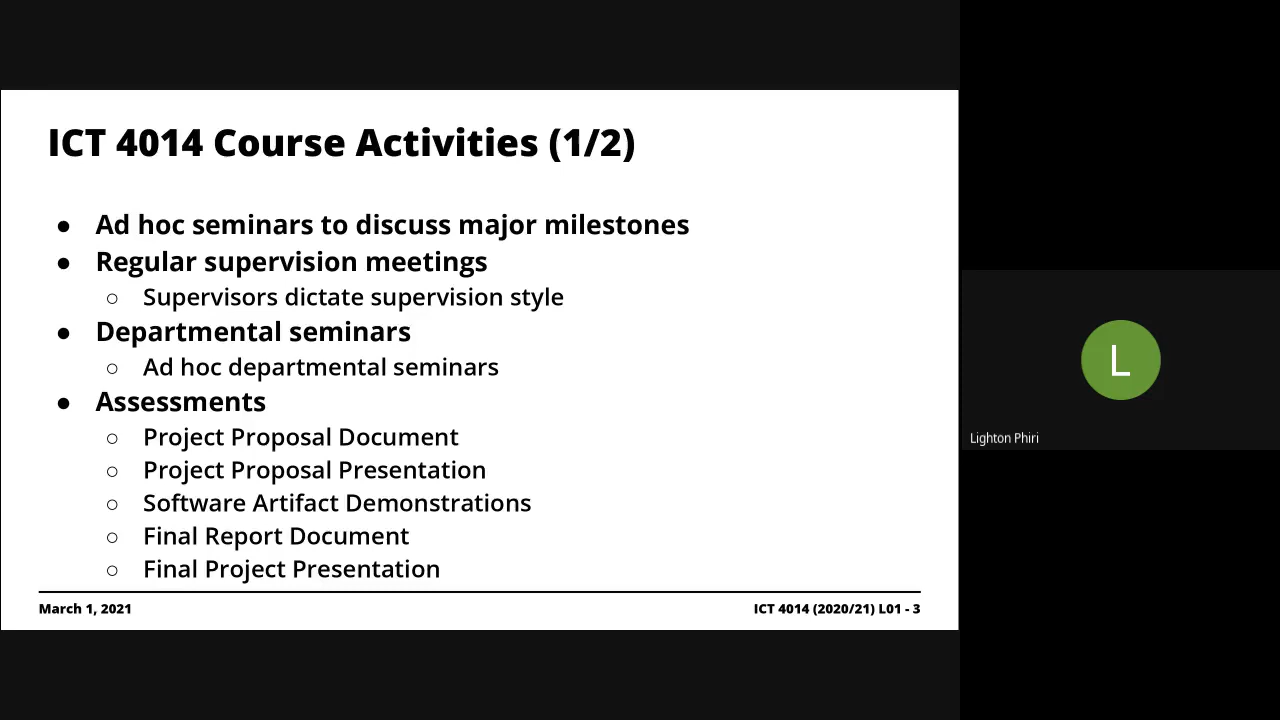 ICT 4014 Course Activities (1/2)
● Ad hoc seminars to discuss major milestones
● Regular supervision meetings
○ Supervisors dictate supervision style
● Departmental seminars
○ Ad hoc departmental seminars
● Assessments
○ Project Proposal Document
○ Project Proposal Presentation
○ Software Artifact Demonstrations
○ Final Report Document
○ Final Project Presentation
March 1, 2021
ICT 4014 (2020/21) L01 - 3
L
Lighton Phiri